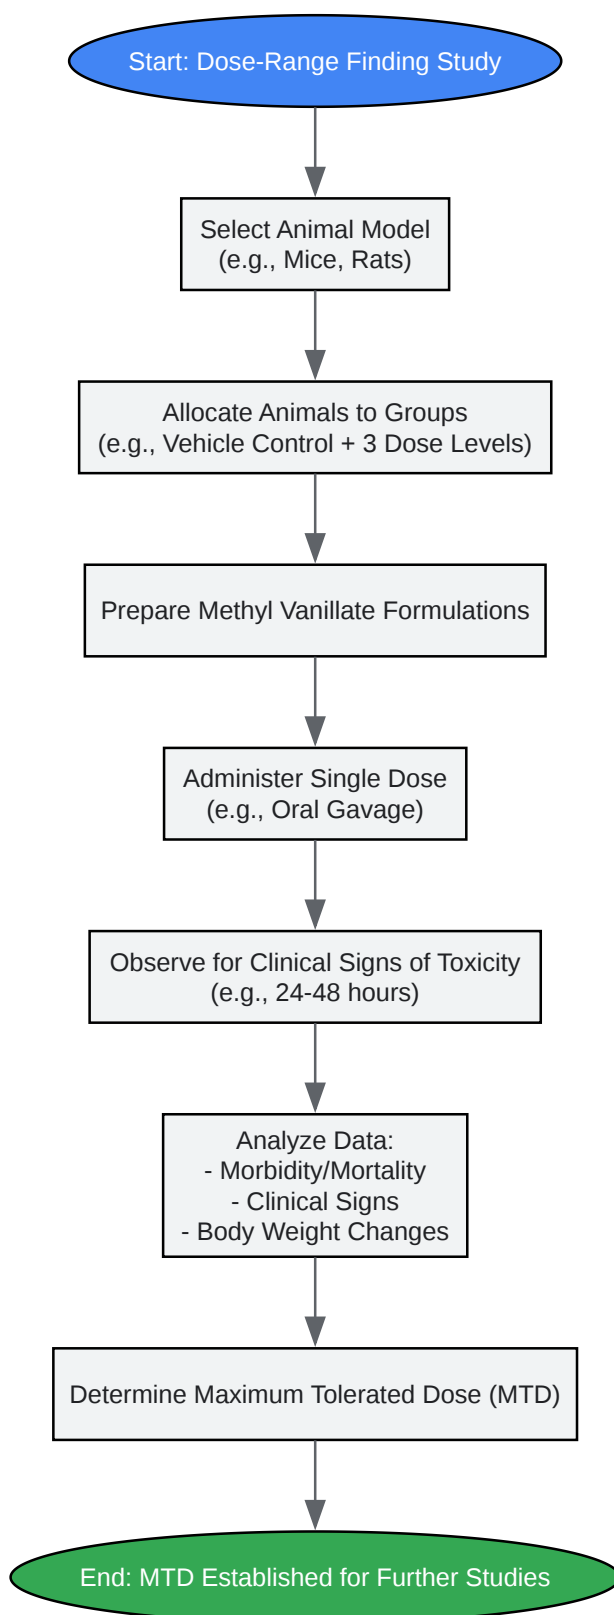 Start: Dose-Range Finding Study
Select Animal Model
(e.g., Mice, Rats)
Allocate Animals to Groups
(e.g., Vehicle Control + 3 Dose Levels)
Prepare Methyl Vanillate Formulations
Administer Single Dose
(e.g., Oral Gavage)
Observe for Clinical Signs of Toxicity
(e.g., 24-48 hours)
Analyze Data:
- Morbidity/Mortality
- Clinical Signs
- Body Weight Changes
Determine Maximum Tolerated Dose (MTD)
End: MTD Established for Further Studies